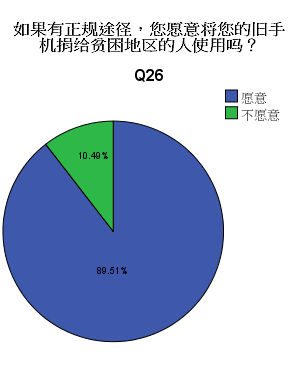 如果有正规途径，您愿意将您的旧手
机捐给贫困地区的人使用吗？
Q26
愿意
不愿意
10.49%
89.51%